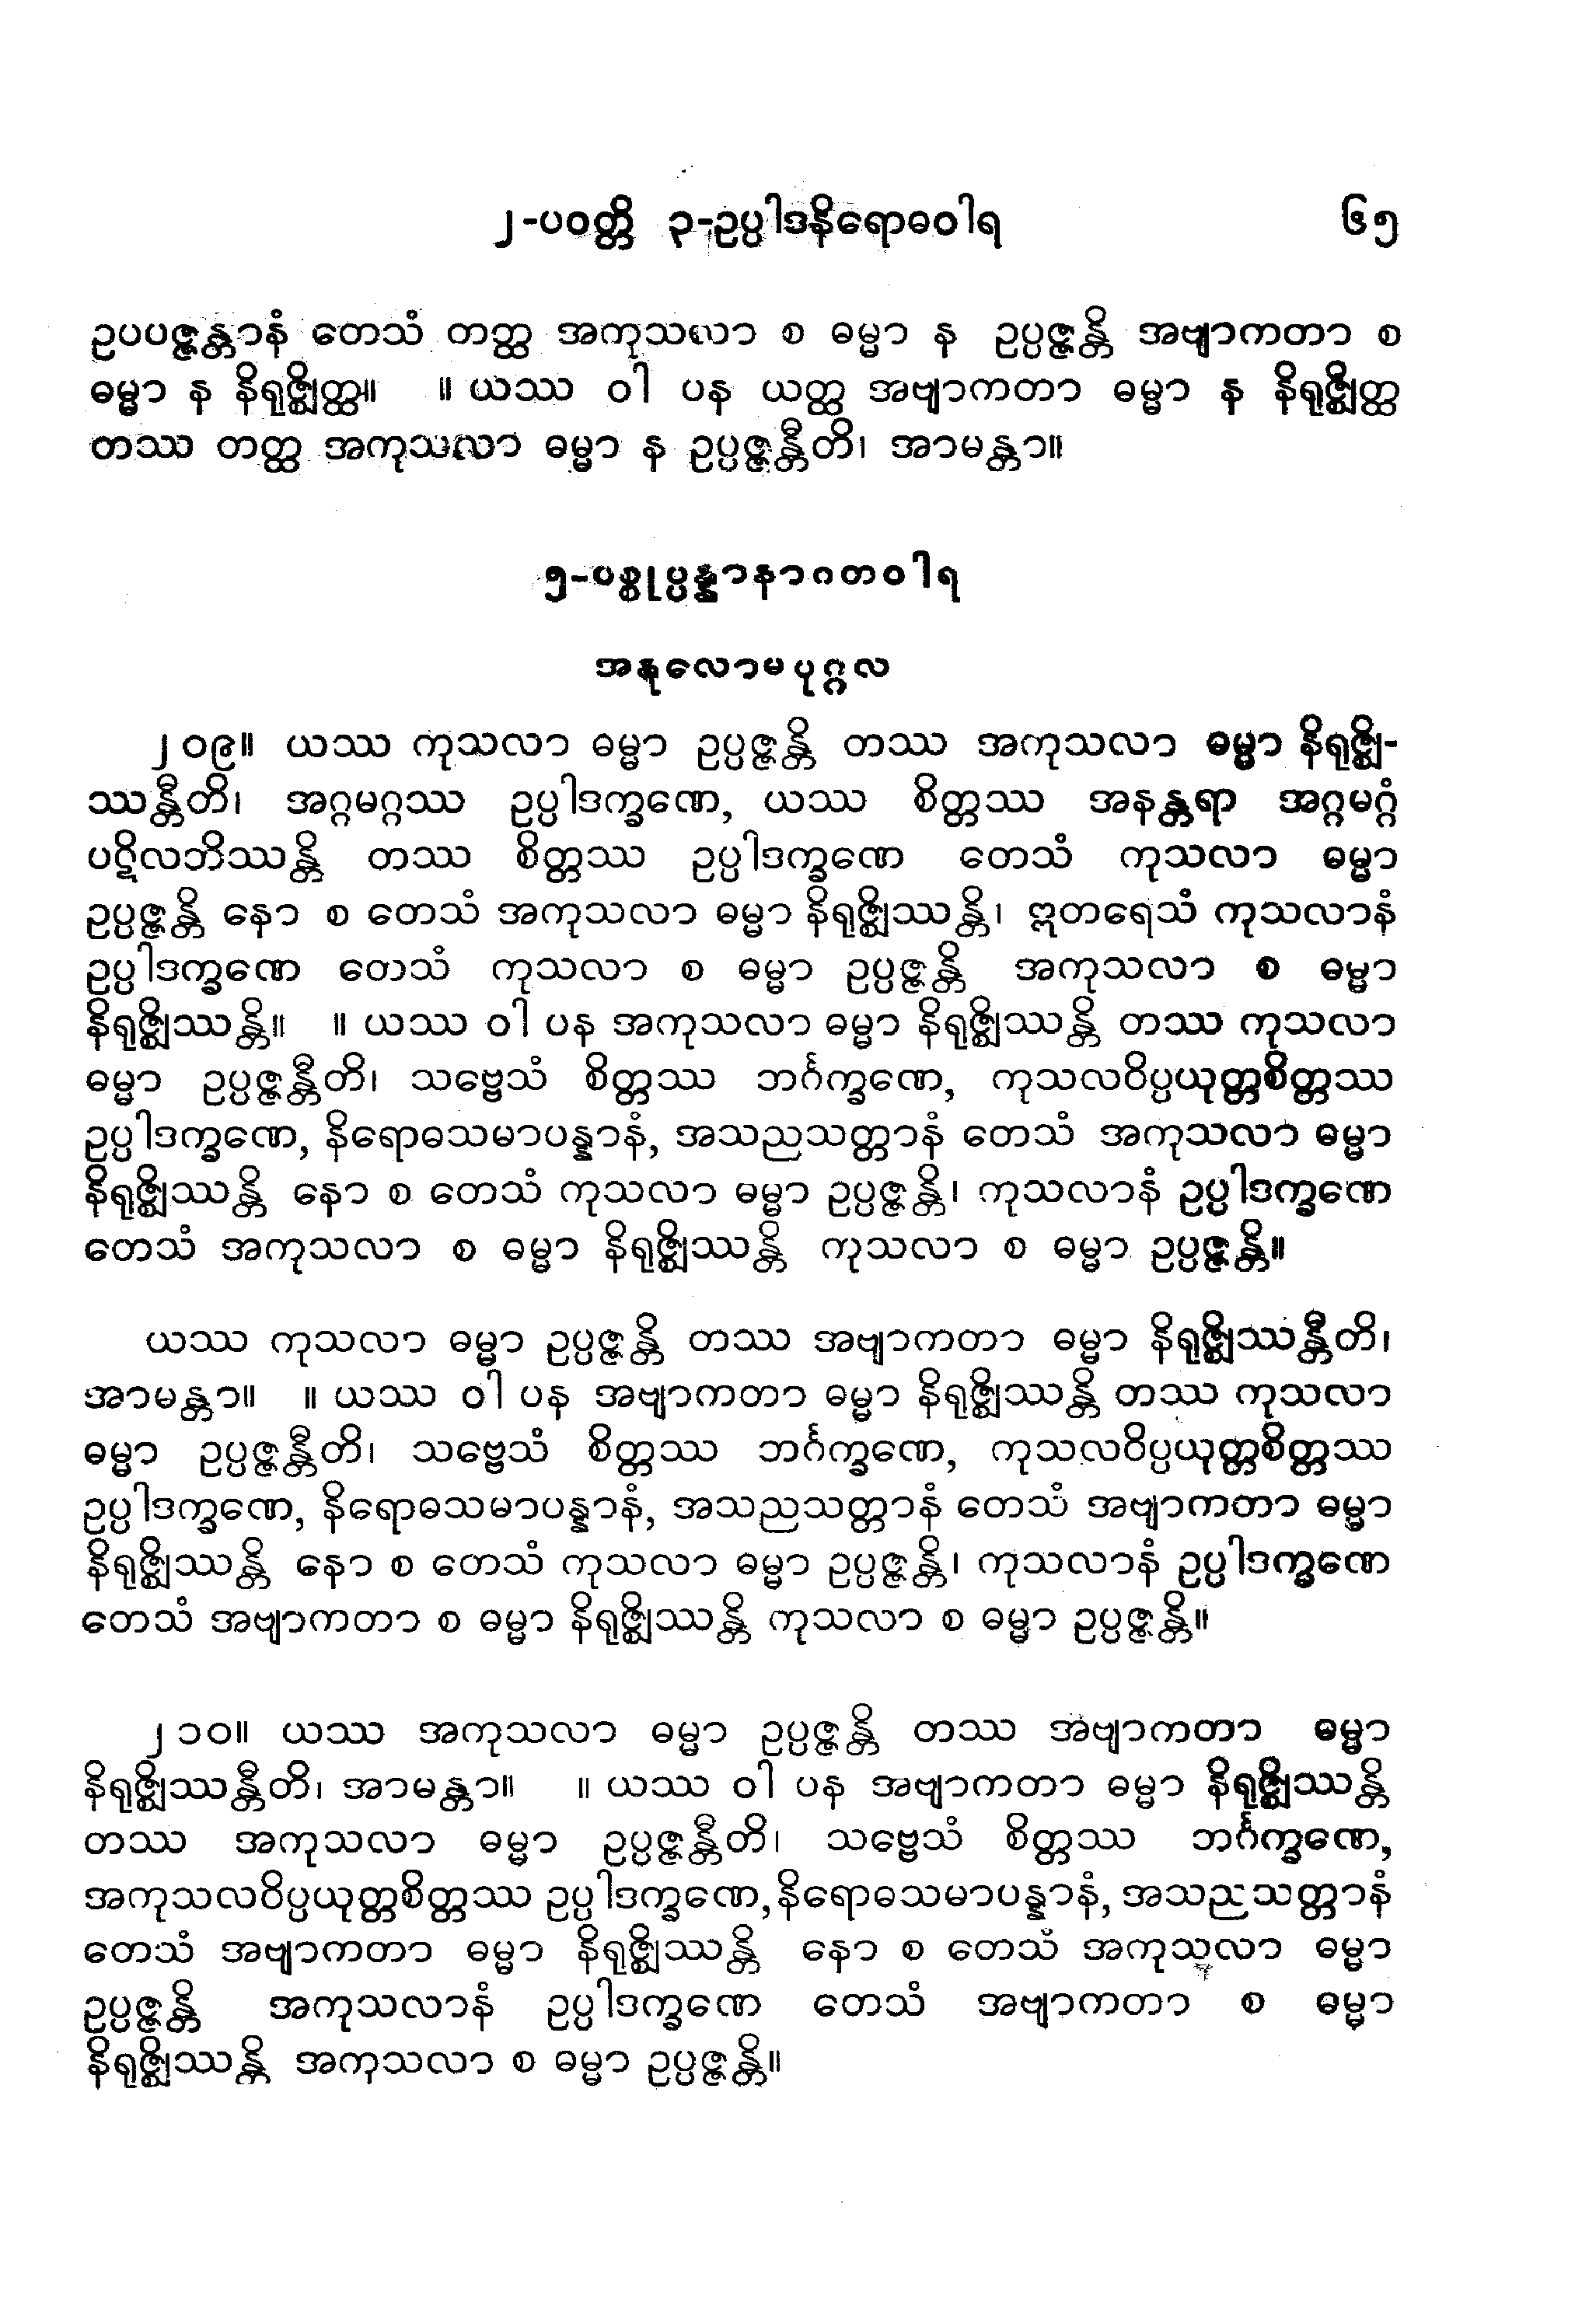 ၂-ပဝတ္တိ ၃-ဥပ္ပါဒနိရောဓဝါရ ၆၅
ဥပပဇ္ဇန္တာနံ တေသံ တတ္ထ အကုသလာ စ ဓမ္မာ န ဥပ္ပဇ္ဇန္တိ အဗျာကတာ စ
ဓမ္မာ န နိရုဇ္ဈိတ္ထ။ ။ ယဿ ဝါ ပန ယတ္ထ အဗျာကတာ ဓမ္မာ န နိရုဇ္ဈိတ္ထ
တဿ တတ္ထ အကုသလာ ဓမ္မာ န ဥပ္ပဇ္ဇန္တီတိ၊ အာမန္တာ။
၅-ပစ္စုပ္ပန္နာနာဂတဝါရ
အနုလောမပုဂ္ဂလ
၂၀၉။ ယဿ ကုသလာ ဓမ္မာ ဥပ္ပဇ္ဇန္တိ တဿ အကုသလာ ဓမ္မာ နိရုဇ္ဈိ-
ဿန္တီတိ၊ အဂ္ဂမဂ္ဂဿ ဥပ္ပါဒက္ခဏေ, ယဿ စိတ္တဿ အနန္တရာ အဂ္ဂမဂ္ဂံ
ပဋိလဘိဿန္တိ တဿ စိတ္တဿ ဥပ္ပါဒက္ခဏေ တေသံ ကုသလာ ဓမ္မာ
ဥပ္ပဇ္ဇန္တိ နော စ တေသံ အကုသလာ ဓမ္မာ နိရုဇ္ဈိဿန္တိ၊ ဣတရေသံ ကုသလာနံ
ဥပ္ပါဒက္ခဏေ တေသံ ကုသလာ စ ဓမ္မာ ဥပ္ပဇ္ဇန္တိ အကုသလာ စ ဓမ္မာ
နိရုဇ္ဈိဿန္တိ။ ။ ယဿ ဝါ ပန အကုသလာ ဓမ္မာ နိရုဇ္ဈိဿန္တိ တဿ ကုသလာ
ဓမ္မာ ဥပ္ပဇ္ဇန္တီတိ၊ သဗ္ဗေသံ စိတ္တဿ ဘင်္ဂက္ခဏေ, ကုသလဝိပ္ပယုတ္တစိတ္တဿ
ဥပ္ပါဒက္ခဏေ, နိရောဓသမာပန္နာနံ, အသညသတ္တာနံ တေသံ အကုသလာ ဓမ္မာ
နိရုဇ္ဈိဿန္တိ နော စ တေသံ ကုသလာ ဓမ္မာ ဥပ္ပဇ္ဇန္တိ၊ ကုသလာနံ ဥပ္ပါဒက္ခဏေ
တေသံ အကုသလာ စ ဓမ္မာ နိရုဇ္ဈိဿန္တိ ကုသလာ စ ဓမ္မာ ဥပ္ပဇ္ဇန္တိ။
ယဿ ကုသလာ ဓမ္မာ ဥပ္ပဇ္ဇန္တိ တဿ အဗျာကတာ ဓမ္မာ နိရုဇ္ဈိဿန္တီတိ၊
အာမန္တာ။ ။ ယဿ ဝါ ပန အဗျာကတာ ဓမ္မာ နိရုဇ္ဈိဿန္တိ တဿ ကုသလာ
ဓမ္မာ ဥပ္ပဇ္ဇန္တီတိ၊ သဗ္ဗေသံ စိတ္တဿ ဘင်္ဂက္ခဏေ, ကုသလဝိပ္ပယုတ္တစိတ္တဿ
ဥပ္ပါဒက္ခဏေ, နိရောဓသမာပန္နာနံ, အသညသတ္တာနံ တေသံ အဗျာကတာ ဓမ္မာ
နိရုဇ္ဈိဿန္တိ နော စ တေသံ ကုသလာ ဓမ္မာ ဥပ္ပဇ္ဇန္တိ၊ ကုသလာနံ ဥပ္ပါဒက္ခဏေ
တေသံ အဗျာကတာ စ ဓမ္မာ နိရုဇ္ဈိဿန္တိ ကုသလာ စ ဓမ္မာ ဥပ္ပဇ္ဇန္တိ။
၂၁၀။ ယဿ အကုသလာ ဓမ္မာ ဥပ္ပဇ္ဇန္တိ တဿ အဗျာကတာ ဓမ္မာ
နိရုဇ္ဈိဿန္တီတိ၊ အာမန္တာ။ ။ ယဿ ဝါ ပန အဗျာကတာ ဓမ္မာ နိရုဇ္ဈိဿန္တိ
တဿ အကုသလာ ဓမ္မာ ဥပ္ပဇ္ဇန္တီတိ၊ သဗ္ဗေသံ စိတ္တဿ ဘင်္ဂက္ခဏေ,
အကုသလဝိပ္ပယုတ္တစိတ္တဿ ဥပ္ပါဒက္ခဏေ, နိရောဓသမာပန္နာနံ, အသညသတ္တာနံ
တေသံ အဗျာကတာ ဓမ္မာ နိရုဇ္ဈိဿန္တိ နော စ တေသံ အကုသလာ ဓမ္မာ
ဥပ္ပဇ္ဇန္တိ အကုသလာနံ ဥပ္ပါဒက္ခဏေ တေသံ အဗျာကတာ စ ဓမ္မာ
နိရုဇ္ဈိဿန္တိ အကုသလာ စ ဓမ္မာ ဥပ္ပဇ္ဇန္တိ။